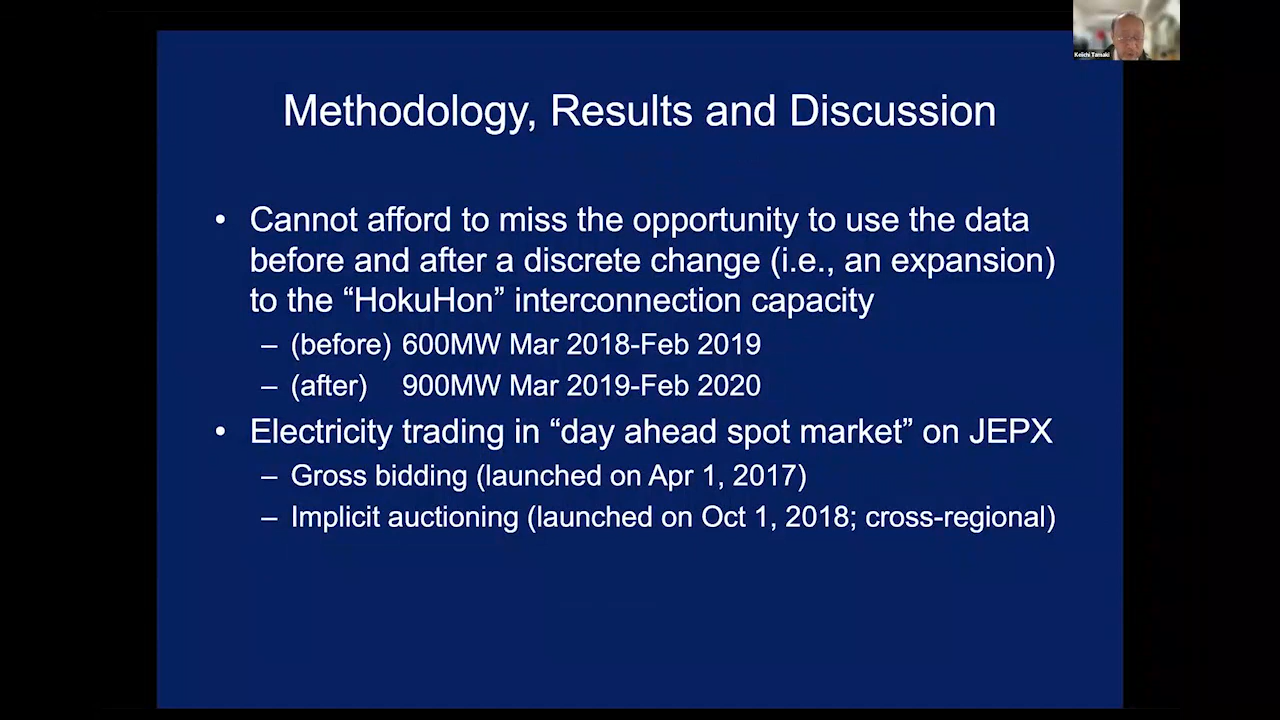 Keiichi Tamaki
Methodology, Results and Discussion
• Cannot afford to miss the opportunity to use the data
before and after a discrete change (i.e., an expansion)
to the “HokuHon” interconnection capacity
– (before) 600MW Mar 2018-Feb 2019
– (after) 900MW Mar 2019-Feb 2020
• Electricity trading in “day ahead spot market” on JEPX
– Gross bidding (launched on Apr 1, 2017)
– Implicit auctioning (launched on Oct 1, 2018; cross-regional)